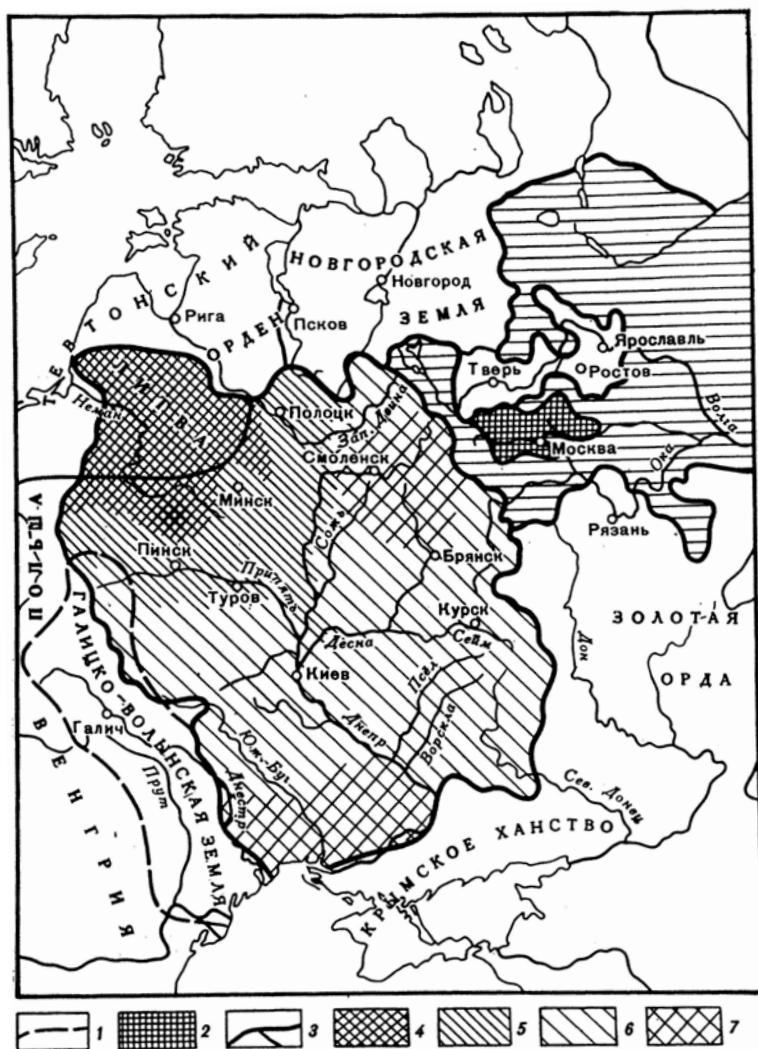 НОВГОРОДСКАЯ
ЗЕМЛЯ
Новгород
ТЕВТОНСКИЙ
ОРДЕН
Рига
Псков
Ярославль
Ростов
Тверь
Волга
ЛИТВА
Неман
Полоцк
Зап. Двина
Смоленск
Москва
Ока
Минск
Рязань
ПОЛЬША
Пинск
Сожь
Брянск
Туров
Припять
Курск
ЗОЛОТАЯ
ОРДА
Десна
Сейм
Дон
Киев
Псёл
ГАЛИЦКО-ВОЛЫНСКАЯ ЗЕМЛЯ
Галич
Днепр
Ворскла
Юж. Буг
Прут
Днестр
Сев. Донец
ВЕНГРИЯ
КРЫМСКОЕ ХАНСТВО
1 2 3 4 5 6 7